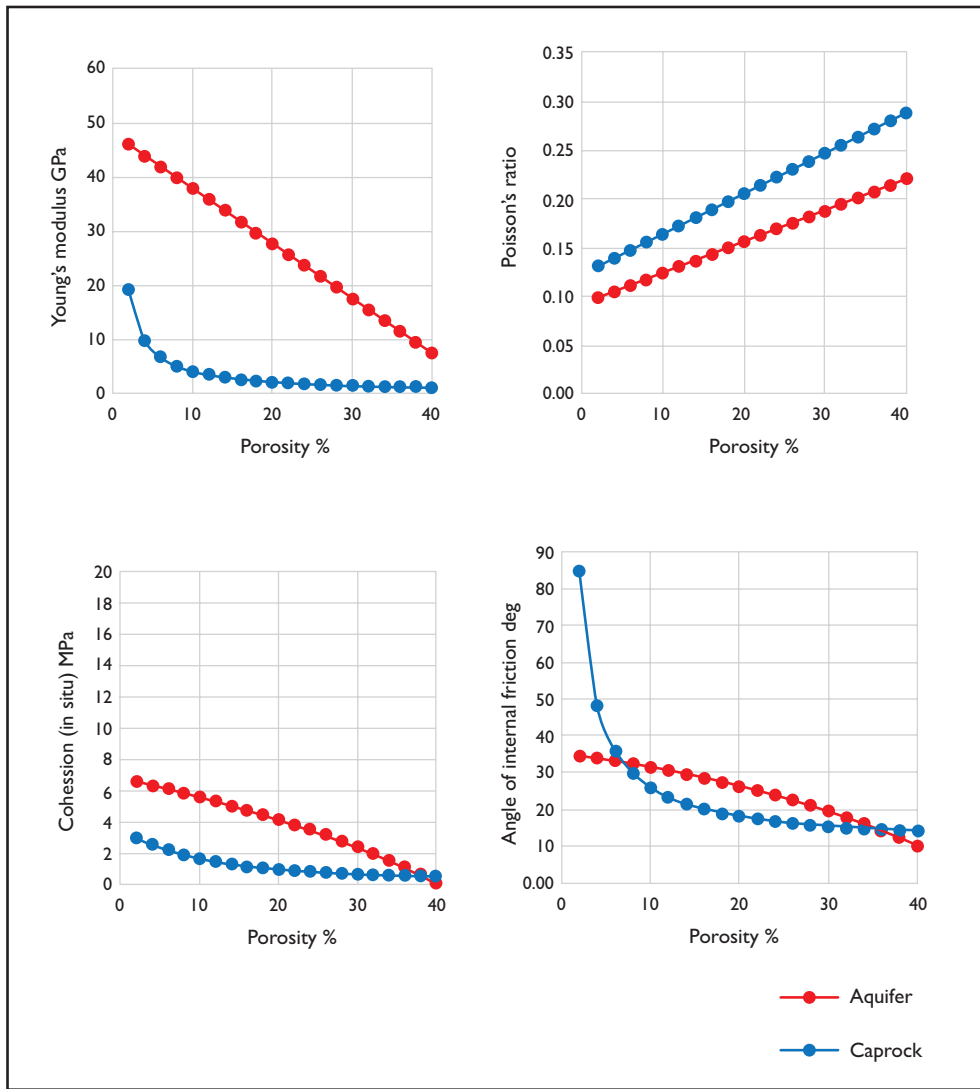 60
50
40
30
20
10
0
0 10 20 30 40
Young's modulus GPa
Porosity %
0.35
0.30
0.25
0.20
0.15
0.10
0.05
0.00
0 10 20 30 40
Poisson's ratio
Porosity %
20
18
16
14
12
10
8
6
4
2
0
0 10 20 30 40
Cohession (in situ) MPa
Porosity %
90
80
70
60
50
40
30
20
10
0.00
0 10 20 30 40
Angle of internal friction deg
Porosity %
Aquifer
Caprock